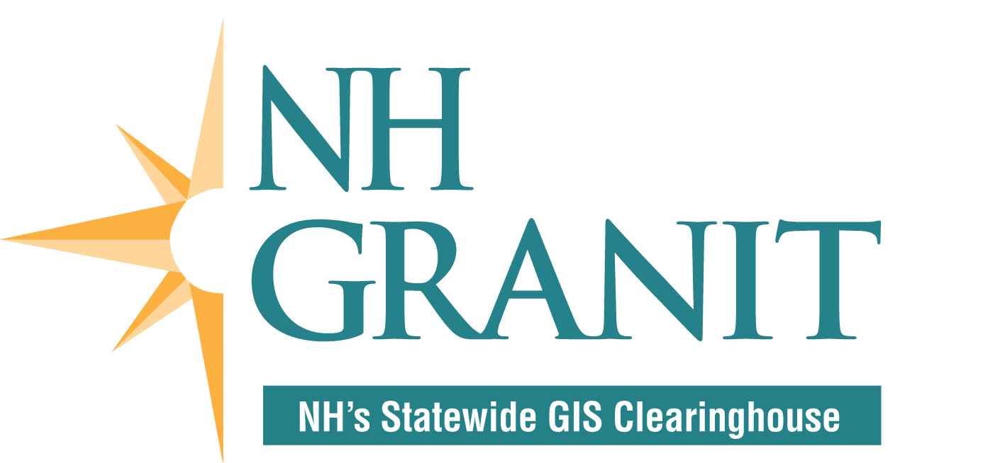 NH
GRANIT
NH’s Statewide GIS Clearinghouse